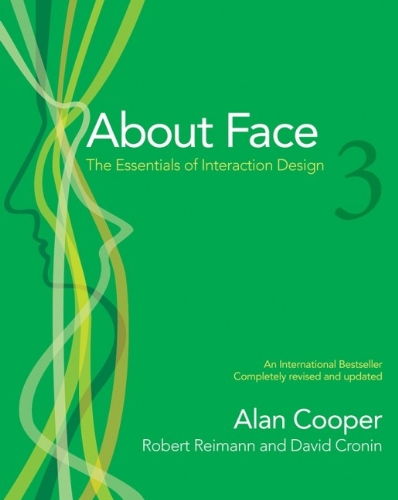 About Face
The Essentials of Interaction Design
3
An International Bestseller
Completely revised and updated
Alan Cooper
Robert Reimann and David Cronin